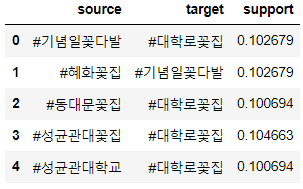 source target support
0 #기념일꽃다발 #대학로꽃집 0.102679
1 #혜화꽃집 #기념일꽃다발 0.102679
2 #동대문꽃집 #대학로꽃집 0.100694
3 #성균관대꽃집 #대학로꽃집 0.104663
4 #성균관대학교 #대학로꽃집 0.100694